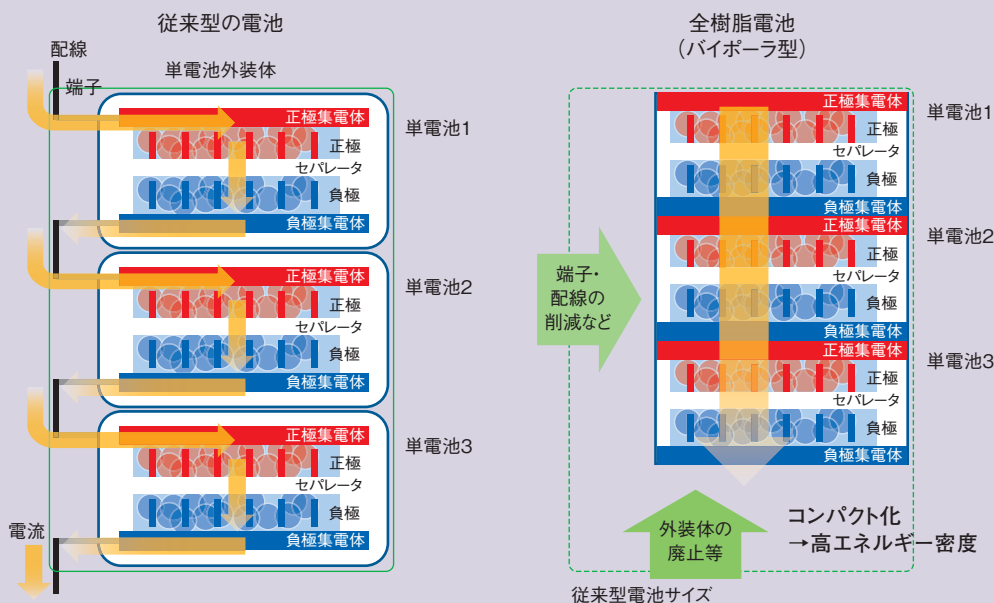 従来型の電池
配線
端子
単電池外装体
正極集電体
正極
セパレータ
負極
負極集電体
単電池1
正極集電体
正極
セパレータ
負極
負極集電体
単電池2
正極集電体
正極
セパレータ
負極
負極集電体
単電池3
電流
全樹脂電池
(バイポーラ型)
正極集電体
正極
セパレータ
負極
負極集電体
単電池1
正極集電体
正極
セパレータ
負極
負極集電体
単電池2
正極集電体
正極
セパレータ
負極
負極集電体
単電池3
端子・
配線の
削減など
外装体の
廃止等
コンパクト化
→高エネルギー密度
従来型電池サイズ